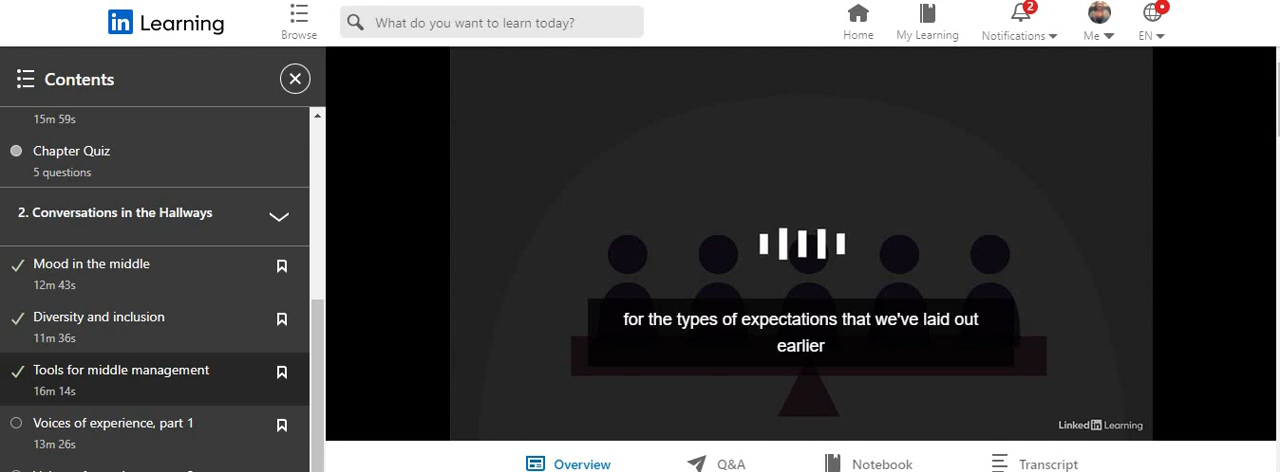 in Learning
Browse
What do you want to learn today?
Home
My Learning
2
Notifications
Me
EN
Contents
15m 59s
Chapter Quiz
5 questions
2. Conversations in the Hallways
Mood in the middle
12m 43s
Diversity and inclusion
11m 36s
Tools for middle management
16m 14s
Voices of experience, part 1
13m 26s
for the types of expectations that we've laid out
earlier
Linked in Learning
Overview
Q&A
Notebook
Transcript